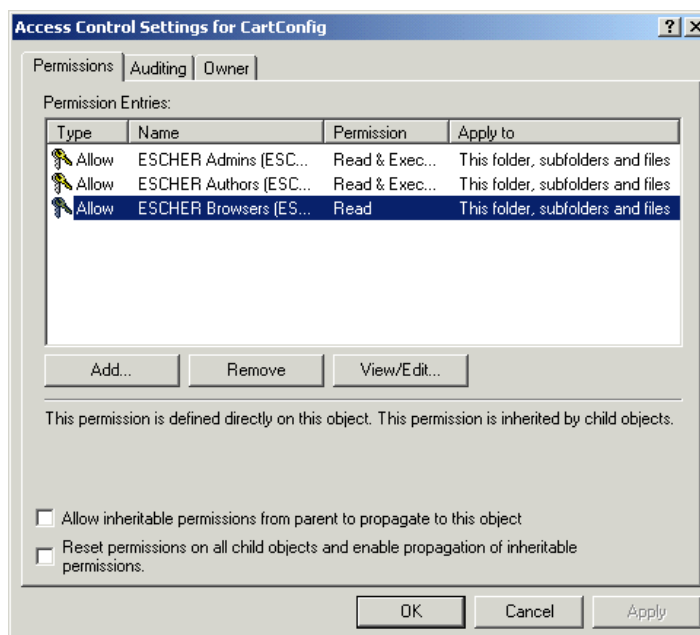 Access Control Settings for CartConfig
Permissions Auditing Owner
Permission Entries:
Type Name Permission Apply to
Allow ESCHER Admins (ESC... Read & Exec... This folder, subfolders and files
Allow ESCHER Authors (ESC... Read & Exec... This folder, subfolders and files
Allow ESCHER Browsers (ES... Read This folder, subfolders and files
Add... Remove View/Edit...
This permission is defined directly on this object. This permission is inherited by child objects.
Allow inheritable permissions from parent to propagate to this object
Reset permissions on all child objects and enable propagation of inheritable
permissions.
OK Cancel Apply